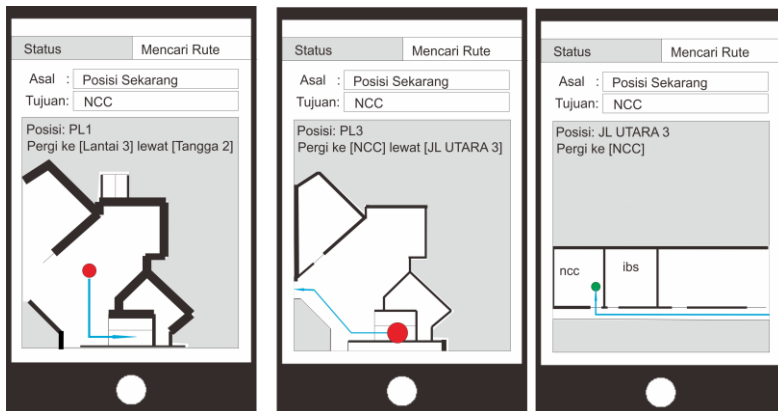 Status Mencari Rute
Asal : Posisi Sekarang
Tujuan: NCC
Posisi: PL1
Pergi ke [Lantai 3] lewat [Tangga 2]
Status Mencari Rute
Asal : Posisi Sekarang
Tujuan: NCC
Posisi: PL3
Pergi ke [NCC] lewat [JL UTARA 3]
Status Mencari Rute
Asal : Posisi Sekarang
Tujuan: NCC
Posisi: JL UTARA 3
Pergi ke [NCC]
ncc ibs